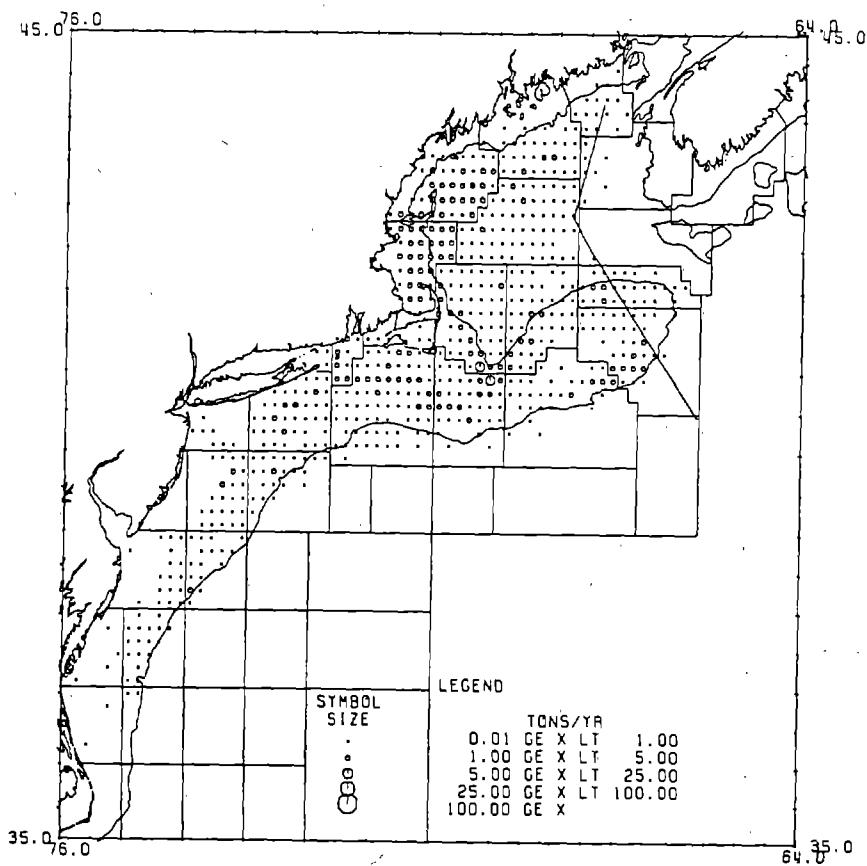 76.0
64.0
45.0
45.0
LEGEND
SYMBOL
SIZE
TONS/YR
0.01 GE X LT 1.00
1.00 GE X LT 5.00
5.00 GE X LT 25.00
25.00 GE X LT 100.00
100.00 GE X
35.0
35.0
76.0
64.0